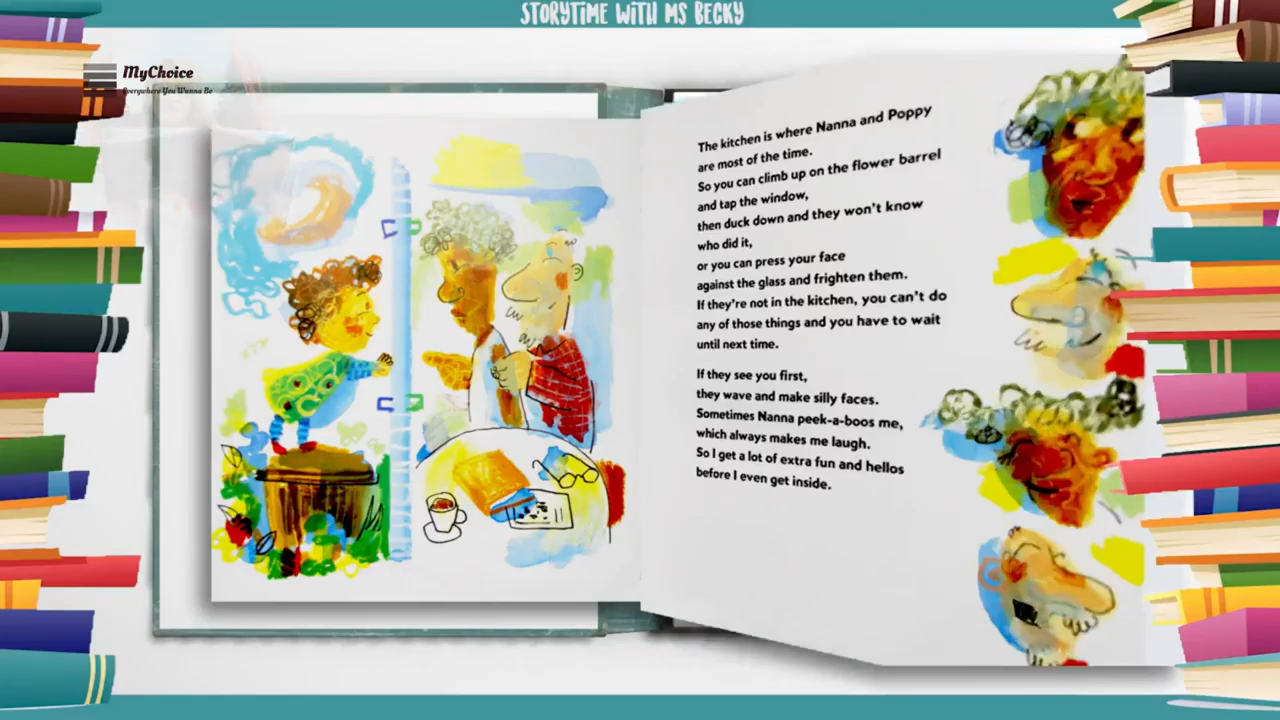 STORYTIME WITH MS BECKY
MyChoice
Everywhere You Wanna Be
The kitchen is where Nanna and Poppy
are most of the time.
So you can climb up on the flower barrel
and tap the window,
then duck down and they won't know
who did it,
or you can press your face
against the glass and frighten them.
If they're not in the kitchen, you can't do
any of those things and you have to wait
until next time.
If they see you first,
they wave and make silly faces.
Sometimes Nanna peek-a-boos me,
which always makes me laugh.
So I get a lot of extra fun and hellos
before I even get inside.